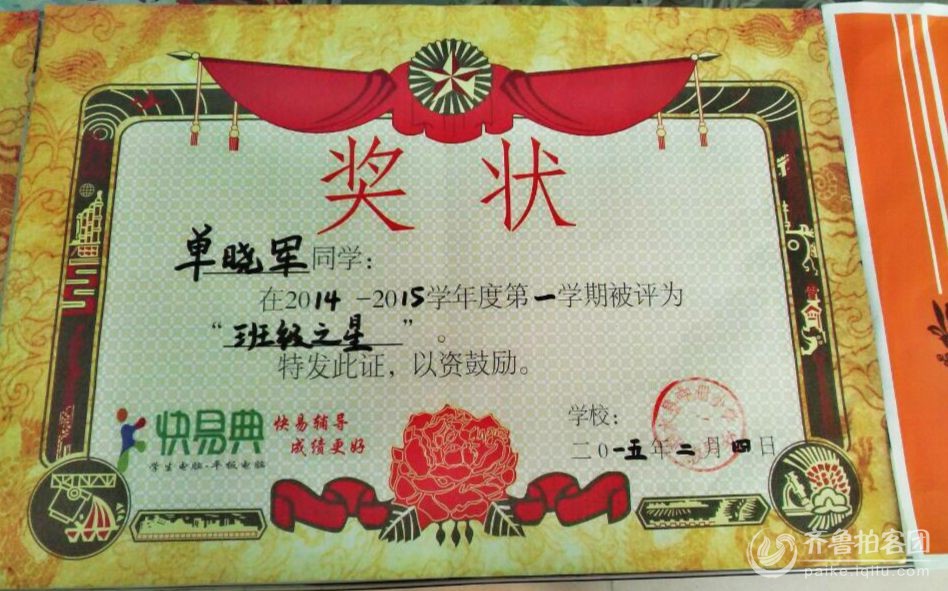 奖状
单晓军同学：
在2014－2015学年度第一学期被评为
“班级之星”。
特发此证，以资鼓励。
快易典
学生电脑·平板电脑
快易辅导
成绩更好
学校：
二〇一五年二月四日
齐鲁拍客团
paike.iqilu.com